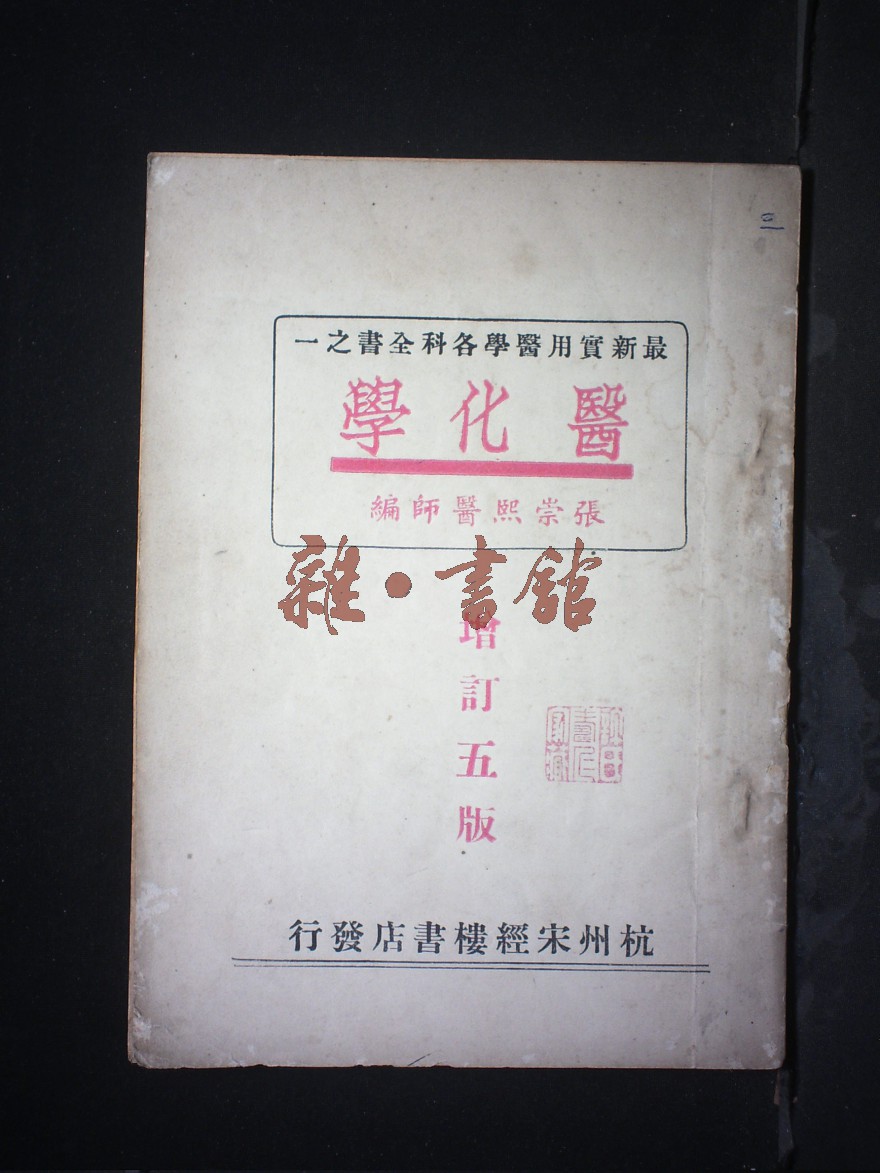 最新實用醫學各科全書之一
醫化學
張崇熙醫師編
雜·書館
增訂五版
杭州宋經樓書店發行